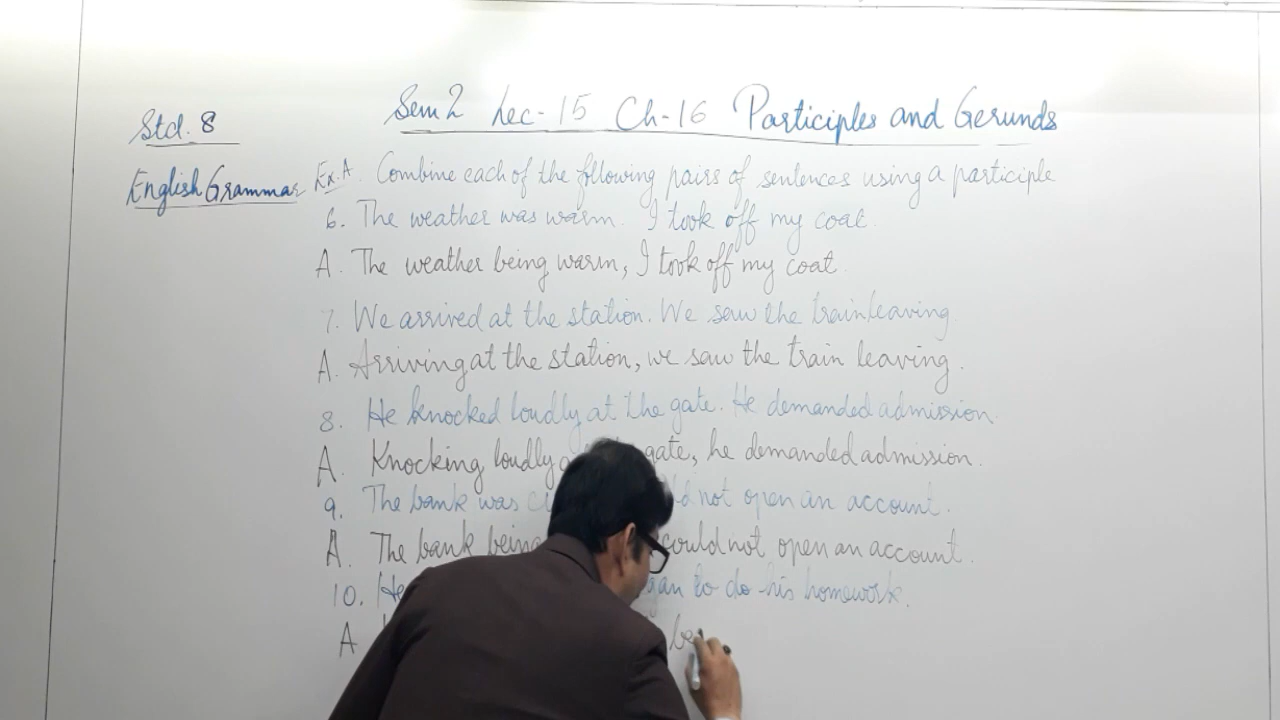 Sem 2 Lec-15 Ch-16 Participles and Gerunds
Std. 8
English Grammar
Ex.A. Combine each of the following pairs of sentences using a participle
6. The weather was warm. I took off my coat.
A. The weather being warm, I took off my coat.
7. We arrived at the station. We saw the train leaving
A. Arriving at the station, we saw the train leaving.
8. He knocked loudly at the gate. He demanded admission.
A. Knocking loudly gate, he demanded admission.
9. The bank was not open an account.
A. The bank being could not open an account.
10. He to do his homework.
A